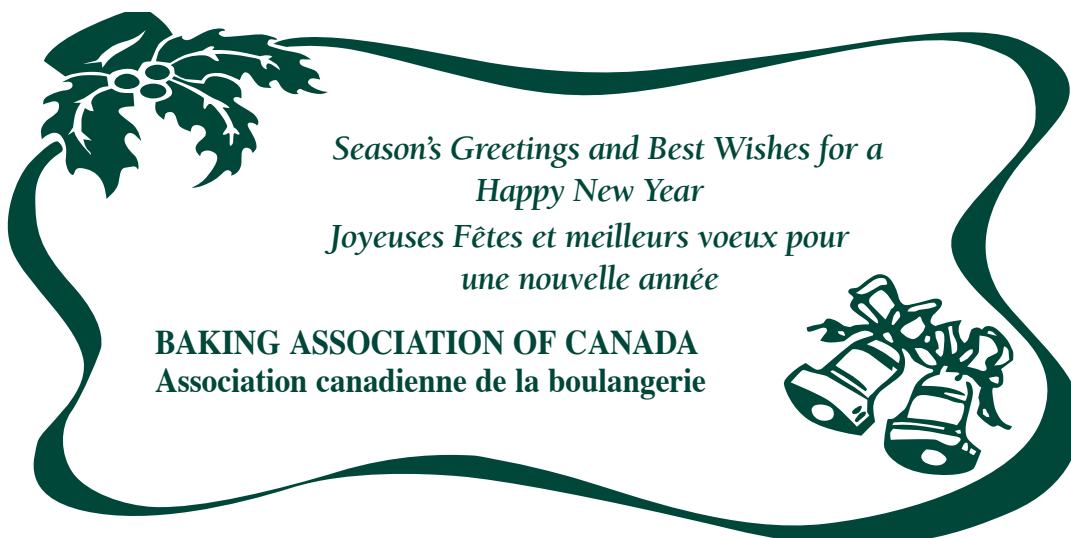 Season's Greetings and Best Wishes for a
Happy New Year
Joyeuses Fêtes et meilleurs voeux pour
une nouvelle année
BAKING ASSOCIATION OF CANADA
Association canadienne de la boulangerie